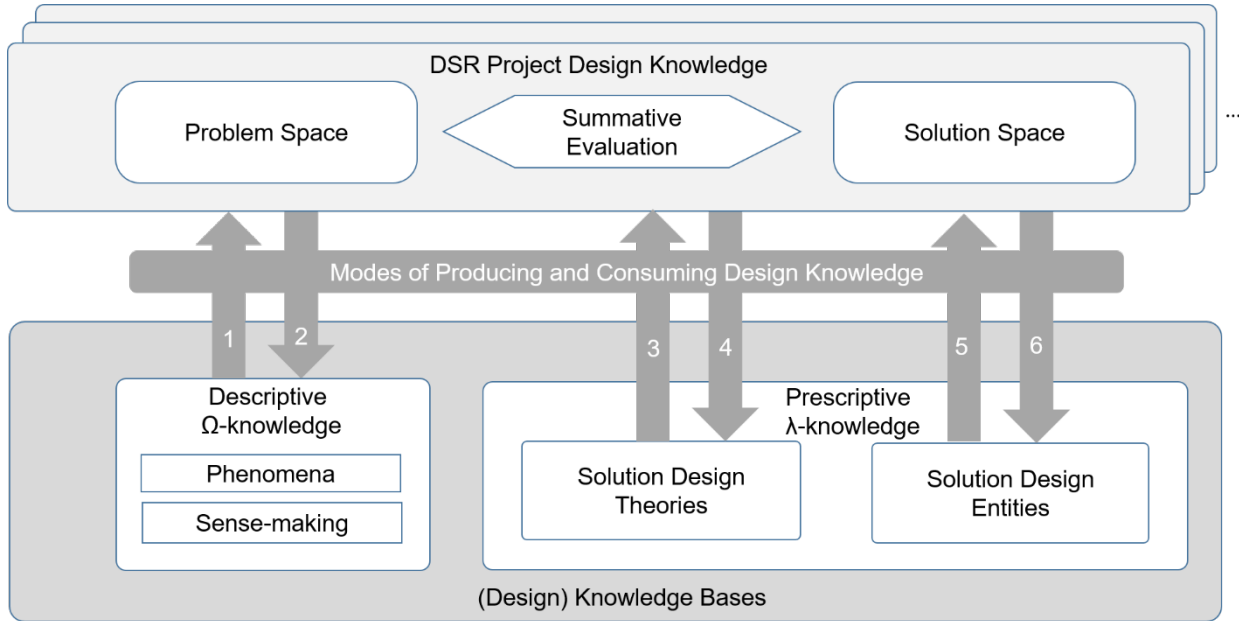 DSR Project Design Knowledge
Problem Space
Summative
Evaluation
Solution Space
...
Modes of Producing and Consuming Design Knowledge
1
2
3
4
5
6
Descriptive
Ω-knowledge
Phenomena
Sense-making
Prescriptive
λ-knowledge
Solution Design
Theories
Solution Design
Entities
(Design) Knowledge Bases